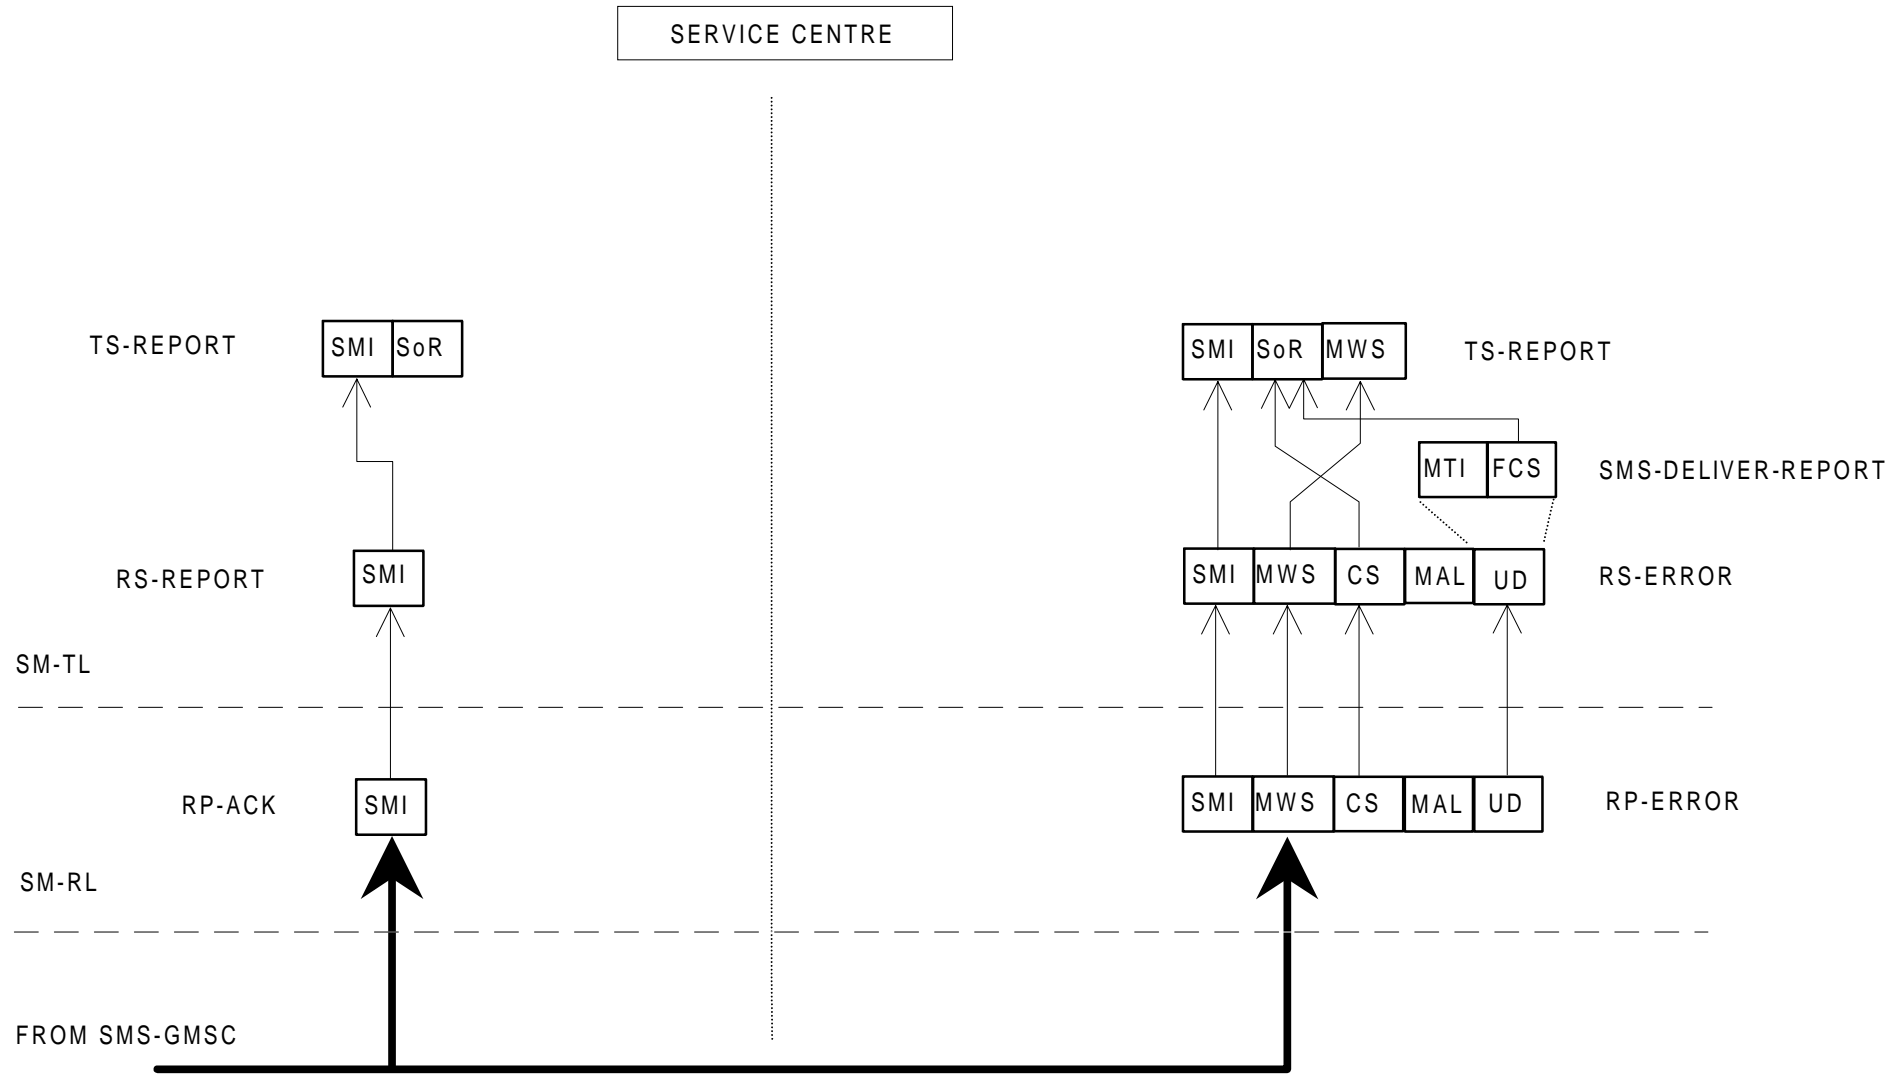 SERVICE CENTRE
TS-REPORT SMI SoR SMI SoR MWS TS-REPORT
MTI FCS SMS-DELIVER-REPORT
RS-REPORT SMI SMI MWS CS MAL UD RS-ERROR
SM-TL
RP-ACK SMI SMI MWS CS MAL UD RP-ERROR
SM-RL
FROM SMS-GMSC